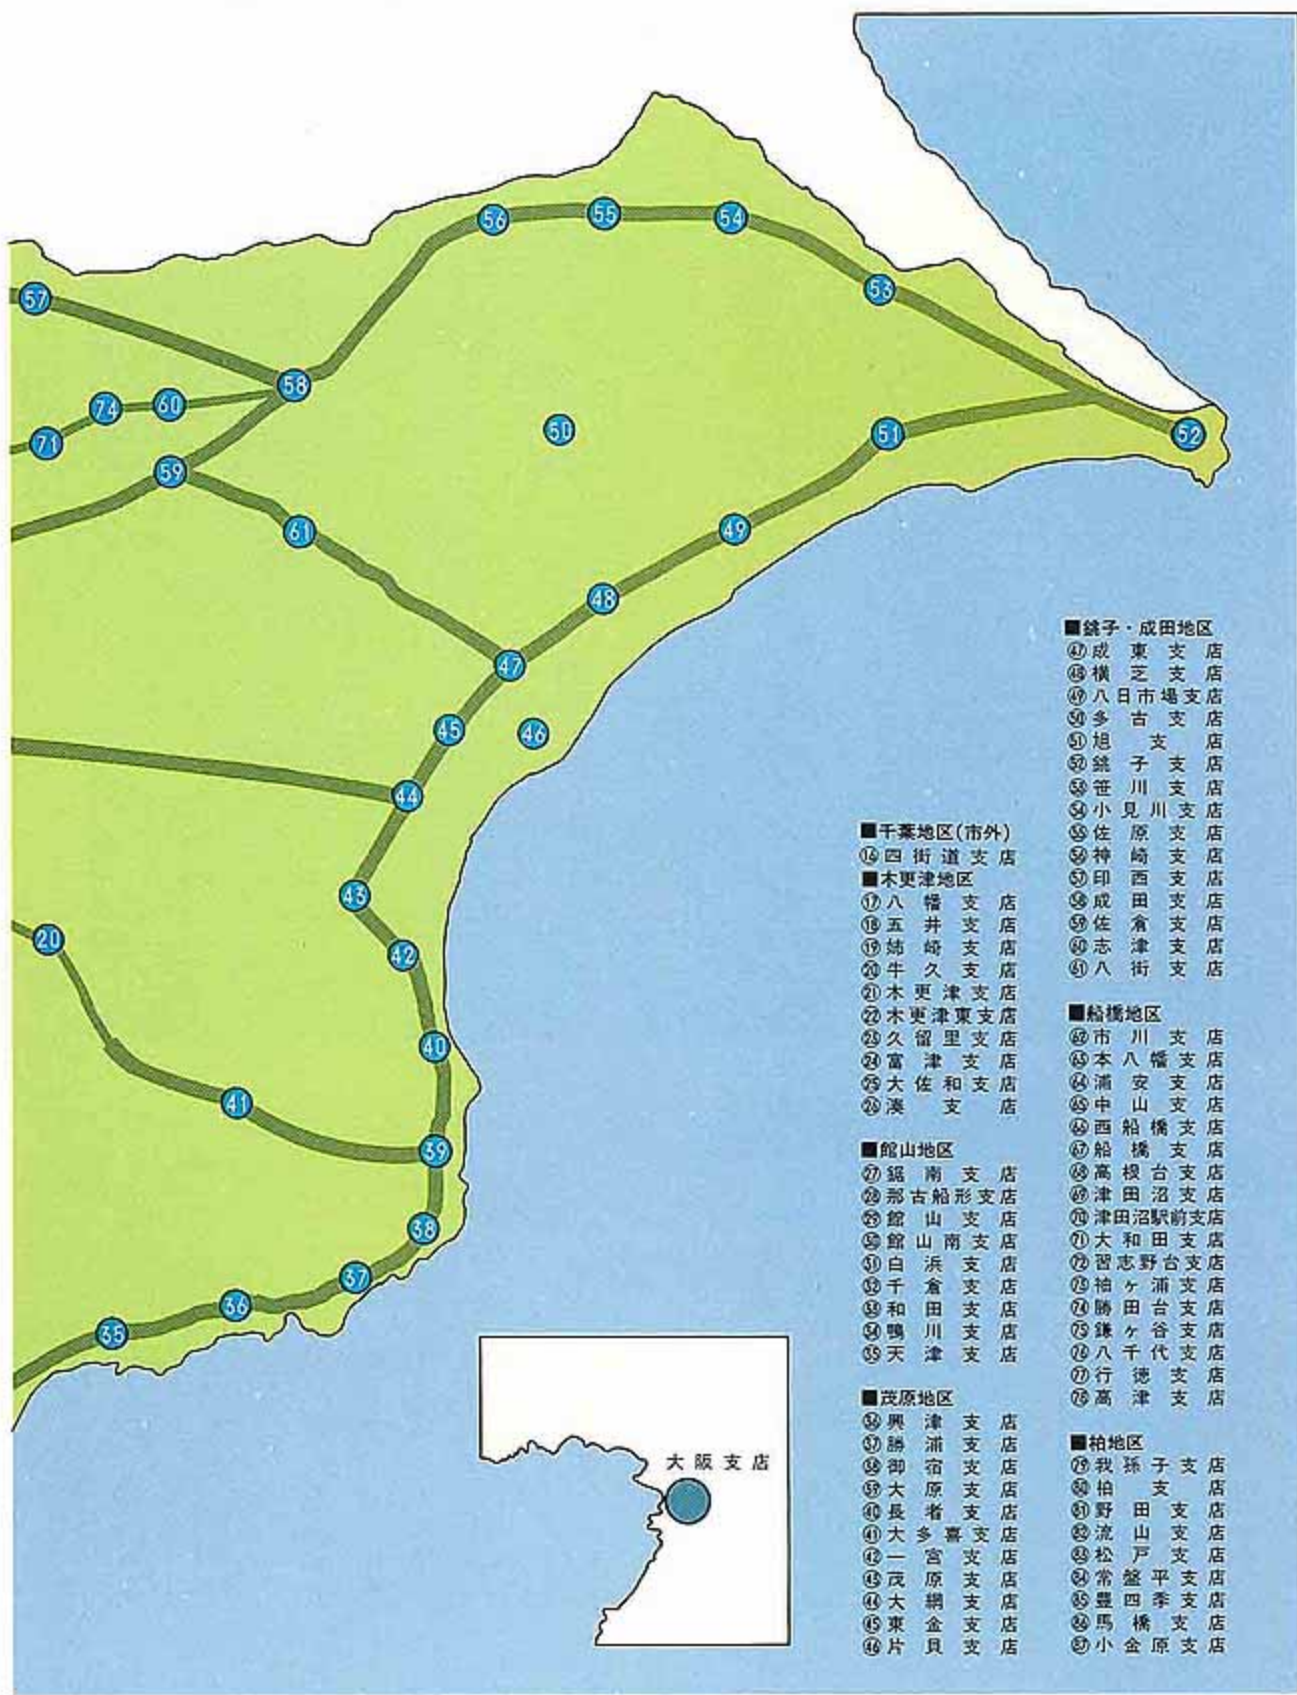 56
55
54
53
57
58
74
60
71
50
51
52
59
61
49
48
47
45
46
44
43
20
42
40
41
39
38
37
36
35
大阪支店
■千葉地区(市外)
⑯四街道支店
■木更津地区
⑰八幡支店
⑱五井支店
⑲姉崎支店
⑳牛久支店
㉑木更津支店
㉒木更津東支店
㉓久留里支店
㉔富津支店
㉕大佐和支店
㉖湊支店
■館山地区
㉗鋸南支店
㉘那古船形支店
㉙館山支店
㉚館山南支店
㉛白浜支店
㉜千倉支店
㉝和田支店
㉞鴨川支店
㉟天津支店
■茂原地区
㊱興津支店
㊲勝浦支店
㊳御宿支店
㊴大原支店
㊵長者支店
㊶大多喜支店
㊷一宮支店
㊸茂原支店
㊹大網支店
㊺東金支店
㊻片貝支店
■銚子・成田地区
㊼成東支店
㊽横芝支店
㊾八日市場支店
㊿多古支店
51旭支店
52銚子支店
53笹川支店
54小見川支店
55佐原支店
56神崎支店
57印西支店
58成田支店
59佐倉支店
60志津支店
61八街支店
■船橋地区
62市川支店
63本八幡支店
64浦安支店
65中山支店
66西船橋支店
67船橋支店
68高根台支店
69津田沼支店
70津田沼駅前支店
71大和田支店
72習志野台支店
73袖ヶ浦支店
74勝田台支店
75鎌ヶ谷支店
76八千代支店
77行徳支店
78高津支店
■柏地区
79我孫子支店
80柏支店
81野田支店
82流山支店
83松戸支店
84常盤平支店
85豊四季支店
86馬橋支店
87小金原支店